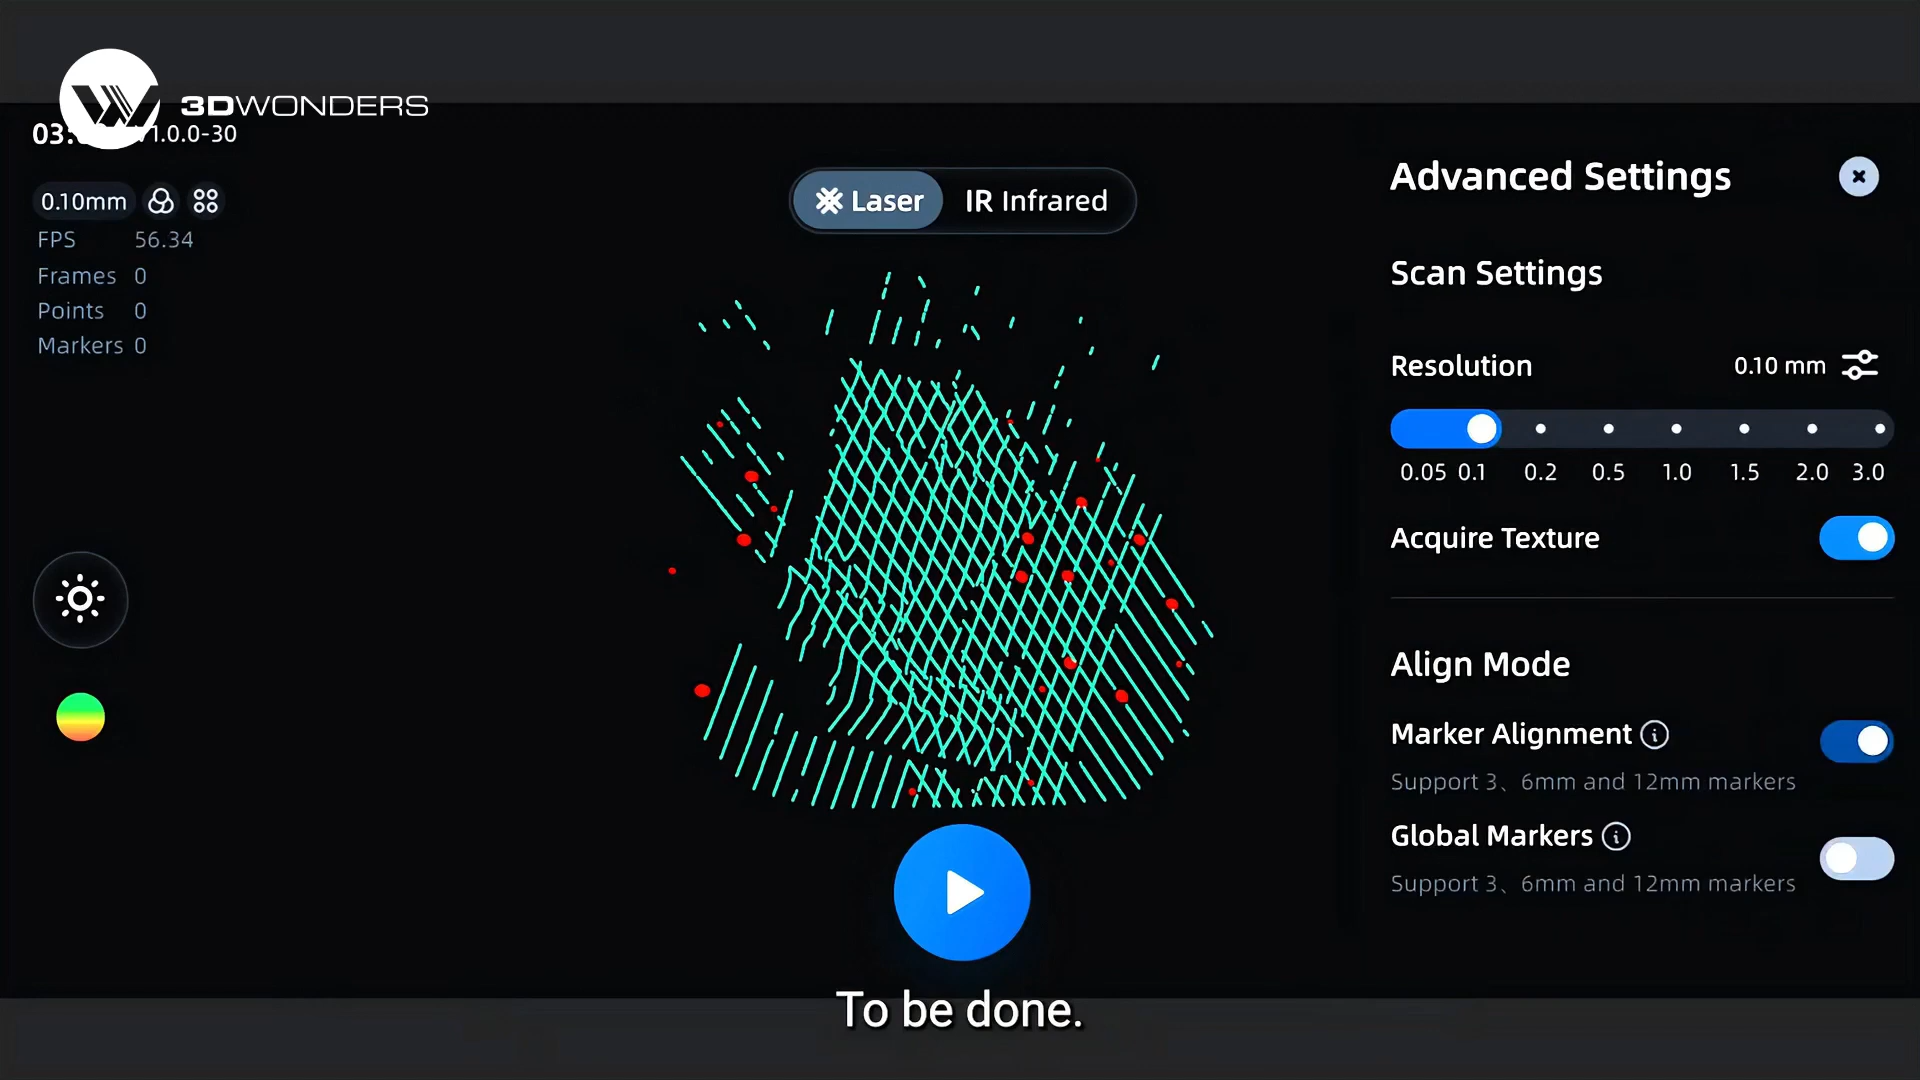 3DWONDERS
1.0.0-30
0.10mm
FPS 56.34
Frames 0
Points 0
Markers 0
Laser
IR Infrared
Advanced Settings
Scan Settings
Resolution 0.10 mm
0.05 0.1 0.2 0.5 1.0 1.5 2.0 3.0
Acquire Texture
Align Mode
Marker Alignment
Support 3、6mm and 12mm markers
Global Markers
Support 3、6mm and 12mm markers
To be done.